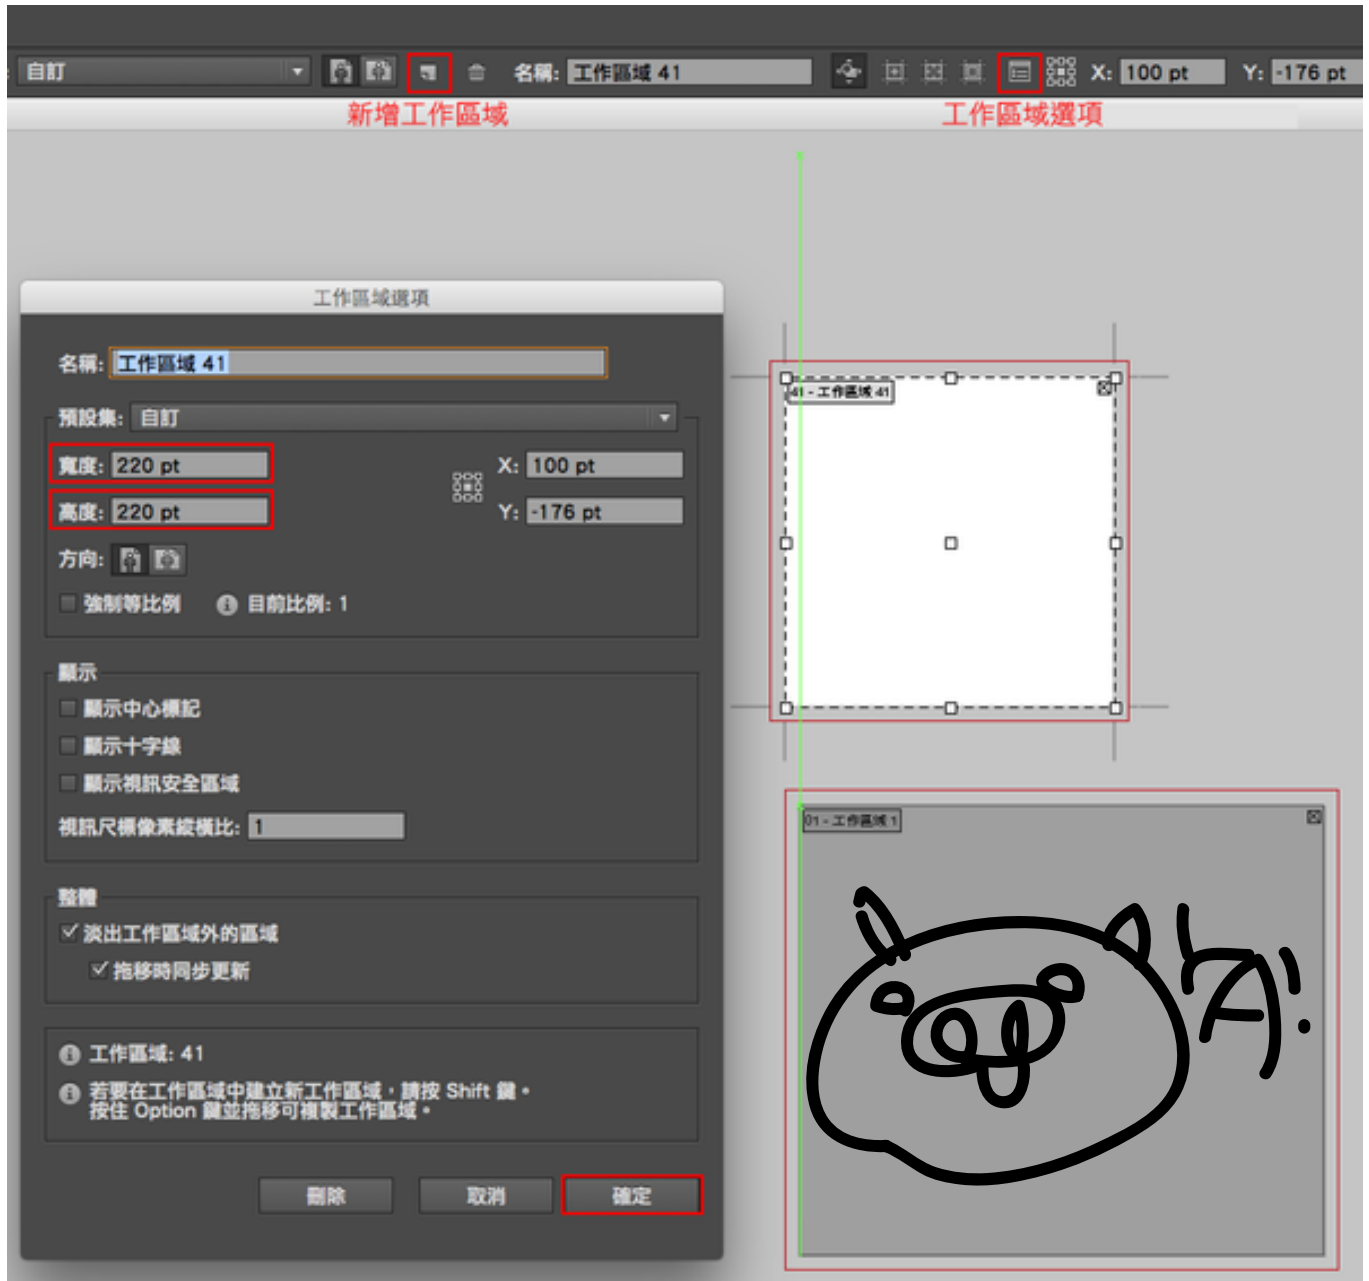 自訂 名稱: 工作區域 41 X: 100 pt Y: -176 pt
新增工作區域 工作區域選項
工作區域選項
名稱: 工作區域 41
預設集: 自訂
寬度: 220 pt X: 100 pt
高度: 220 pt Y: -176 pt
方向:
強制等比例 目前比例: 1
顯示
顯示中心標記
顯示十字線
顯示視訊安全區域
視訊尺標像素縱橫比: 1
整體
淡出工作區域外的區域
拖移時同步更新
工作區域: 41
若要在工作區域中建立新工作區域，請按 Shift 鍵。
按住 Option 鍵並拖移可複製工作區域。
刪除 取消 確定
41 - 工作區域 41
01 - 工作區域 1